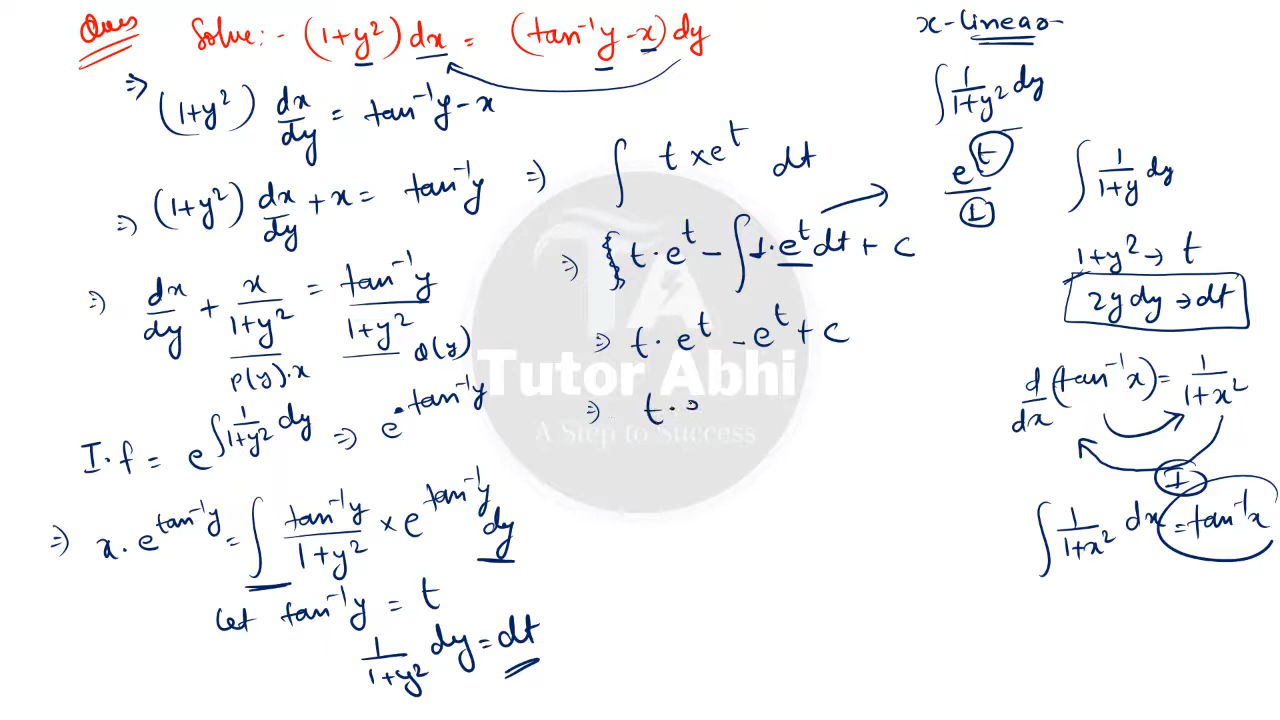 Ques Solve:- (1+y²) dx = (tan⁻¹y - x) dy
⇒ (1+y²) dx/dy = tan⁻¹y - x
⇒ (1+y²) dx/dy + x = tan⁻¹y
⇒ dx/dy + x/(1+y²) = tan⁻¹y/(1+y²)
P(y)·x Q(y)
I.f = e^∫ 1/(1+y²) dy ⇒ e^tan⁻¹y
⇒ x·e^tan⁻¹y = ∫ tan⁻¹y/(1+y²) × e^tan⁻¹y dy
Let tan⁻¹y = t
1/(1+y²) dy = dt
⇒ ∫ t × e^t dt
⇒ { t·e^t - ∫ 1·e^t dt + C
⇒ t·e^t - e^t + C
⇒ t·
Tutor Abhi
A Step to Success
x-linear
∫ 1/(1+y²) dy
e^t/1
∫ 1/(1+y) dy
1+y² → t
2y dy ⇒ dt
d/dx (tan⁻¹x) = 1/(1+x²)
I
∫ 1/(1+x²) dx = tan⁻¹x